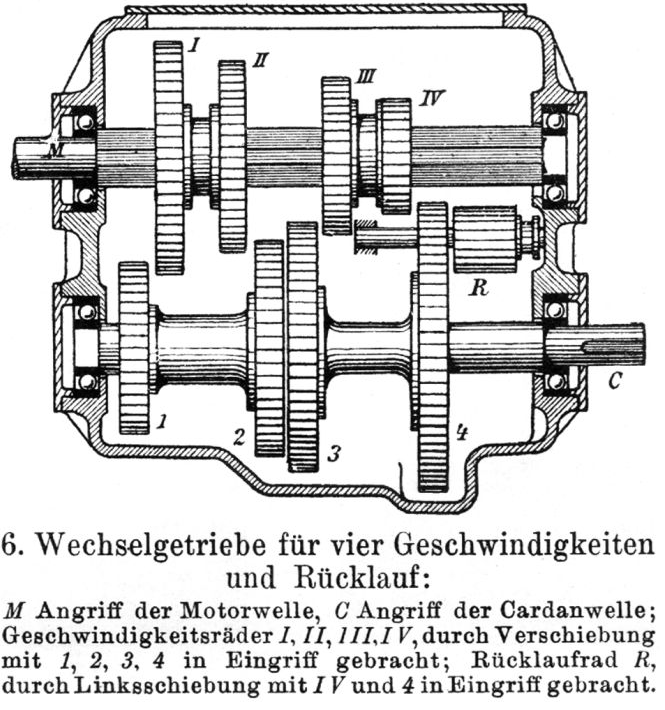 I
II
III
IV
M
R
C
1
2
3
4
6. Wechselgetriebe für vier Geschwindigkeiten
und Rücklauf:
M Angriff der Motorwelle, C Angriff der Cardanwelle;
Geschwindigkeitsräder I, II, III, IV, durch Verschiebung
mit 1, 2, 3, 4 in Eingriff gebracht; Rücklaufrad R,
durch Linksschiebung mit IV und 4 in Eingriff gebracht.